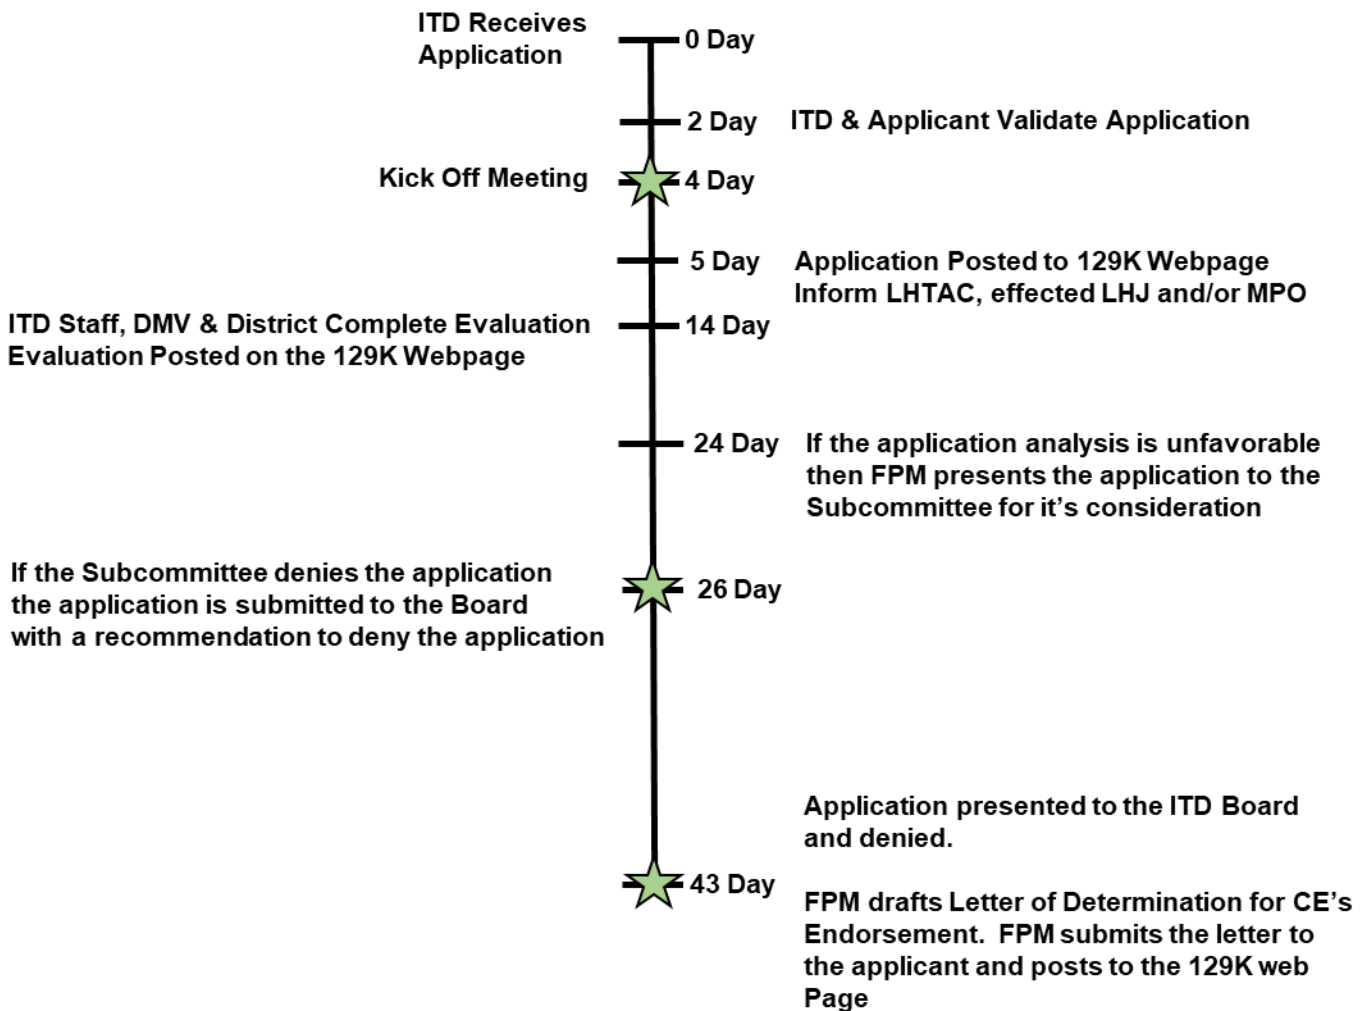 ITD Receives
Application
0 Day
2 Day
ITD & Applicant Validate Application
Kick Off Meeting
4 Day
5 Day
Application Posted to 129K Webpage
Inform LHTAC, effected LHJ and/or MPO
ITD Staff, DMV & District Complete Evaluation
Evaluation Posted on the 129K Webpage
14 Day
24 Day
If the application analysis is unfavorable
then FPM presents the application to the
Subcommittee for it's consideration
If the Subcommittee denies the application
the application is submitted to the Board
with a recommendation to deny the application
26 Day
43 Day
Application presented to the ITD Board
and denied.
FPM drafts Letter of Determination for CE's
Endorsement.  FPM submits the letter to
the applicant and posts to the 129K web
Page